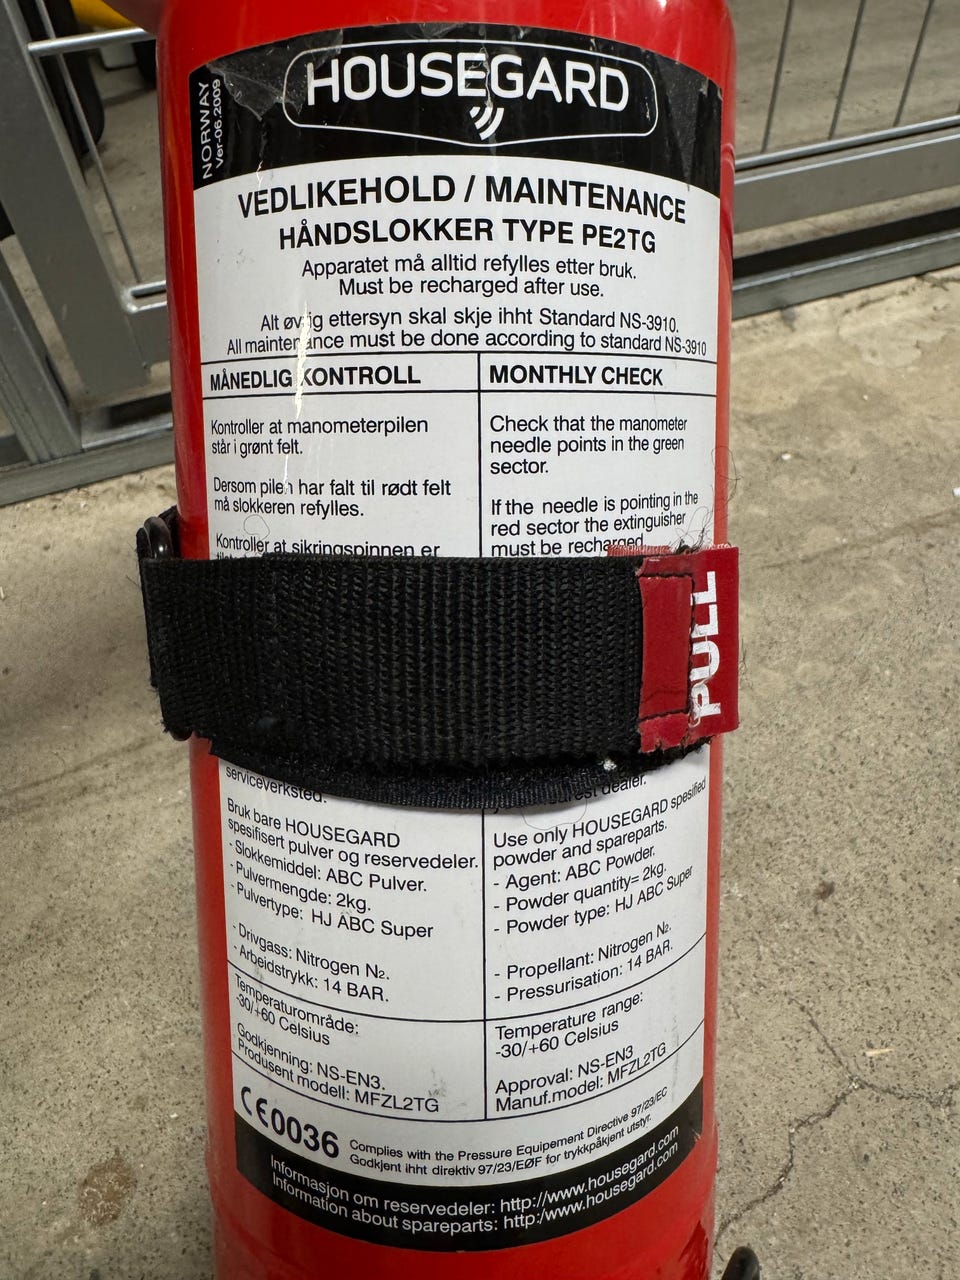 HOUSEGARD
NORWAY
Ver-06.2009
VEDLIKEHOLD / MAINTENANCE
HÅNDSLOKKER TYPE PE2TG
Apparatet må alltid refylles etter bruk.
Must be recharged after use.
Alt øvrig ettersyn skal skje ihht Standard NS-3910.
All maintenance must be done according to standard NS-3910
MÅNEDLIG KONTROLL
Kontroller at manometerpilen
står i grønt felt.
Dersom pilen har falt til rødt felt
må slokkeren refylles.
Kontroller at sikringspinnen er
MONTHLY CHECK
Check that the manometer
needle points in the green
sector.
If the needle is pointing in the
red sector the extinguisher
must be recharged
PULL
serviceverksted.
Bruk bare HOUSEGARD
spesifisert pulver og reservedeler.
- Slokkemiddel: ABC Pulver.
- Pulvermengde: 2kg.
- Pulvertype: HJ ABC Super
- Drivgass: Nitrogen N₂.
- Arbeidstrykk: 14 BAR.
Temperaturområde:
-30/+60 Celsius
Godkjenning: NS-EN3.
Produsent modell: MFZL2TG
dealer.
Use only HOUSEGARD spesified
powder and spareparts.
- Agent: ABC Powder.
- Powder quantity= 2kg.
- Powder type: HJ ABC Super
- Propellant: Nitrogen N₂.
- Pressurisation: 14 BAR.
Temperature range:
-30/+60 Celsius
Approval: NS-EN3
Manuf.model: MFZL2TG
CE0036
Complies with the Pressure Equipement Directive 97/23/EC
Godkjent ihht direktiv 97/23/EØF for trykkpåkjent utstyr.
Informasjon om reservedeler: http://www.housegard.com
Information about spareparts: http:/www.housegard.com